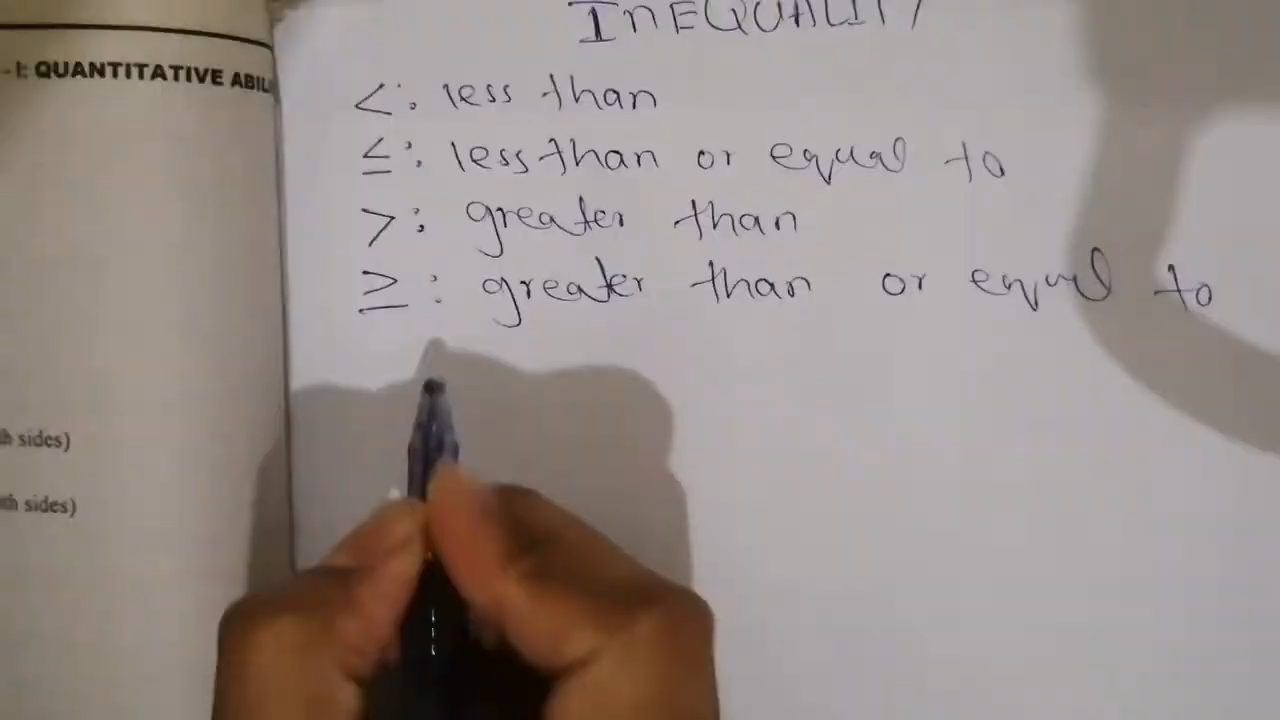 -I: QUANTITATIVE ABIL
th sides)
th sides)
INEQUALITY
<: less than
≤: less than or equal to
>: greater than
≥: greater than or equal to